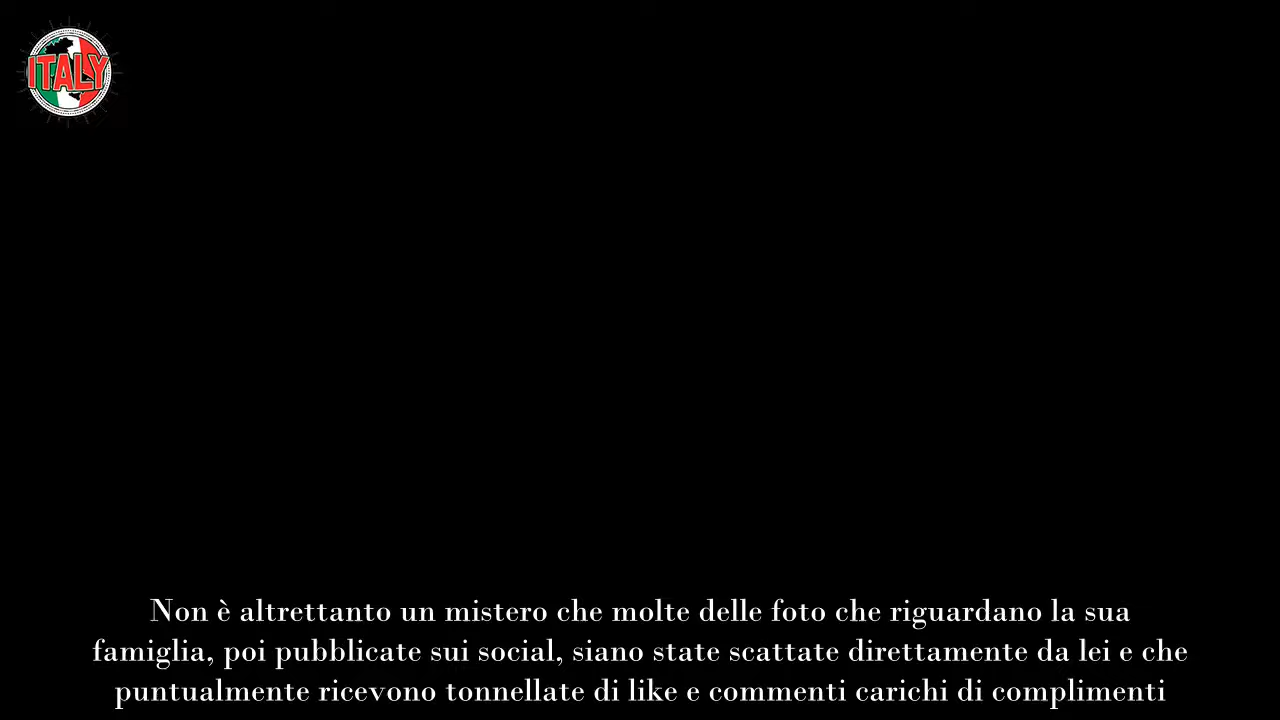 ITALY
Non è altrettanto un mistero che molte delle foto che riguardano la sua
famiglia, poi pubblicate sui social, siano state scattate direttamente da lei e che
puntualmente ricevono tonnellate di like e commenti carichi di complimenti